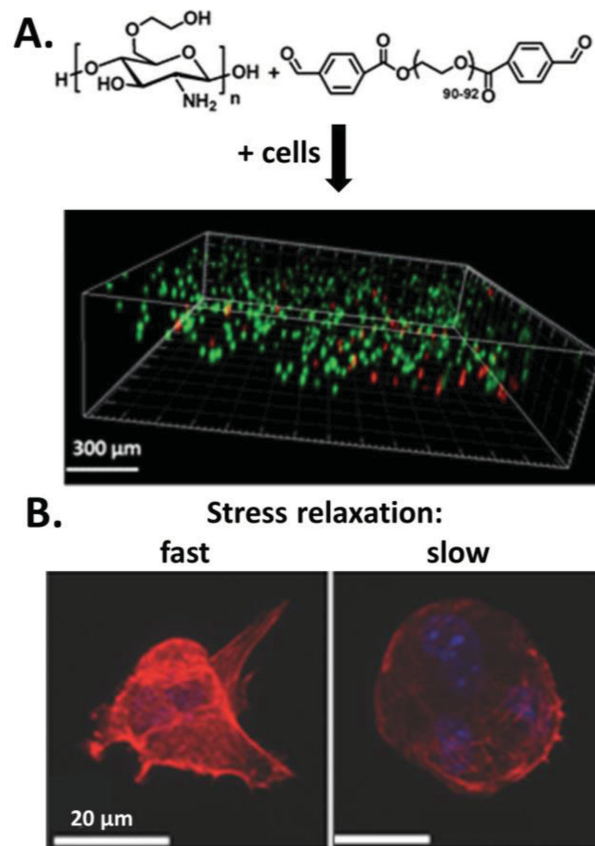 A.
OH
O
O
H
O
OH
HO
NH₂
n
+
O
O
O
O
O
O
90-92
+ cells
300 μm
B. Stress relaxation:
fast slow
20 μm